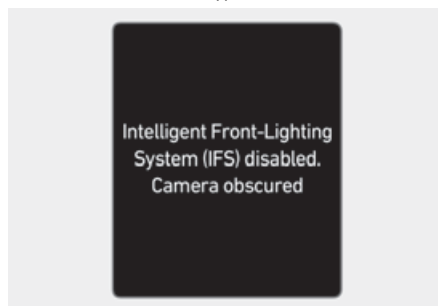 Intelligent Front-Lighting
System (IFS) disabled.
Camera obscured